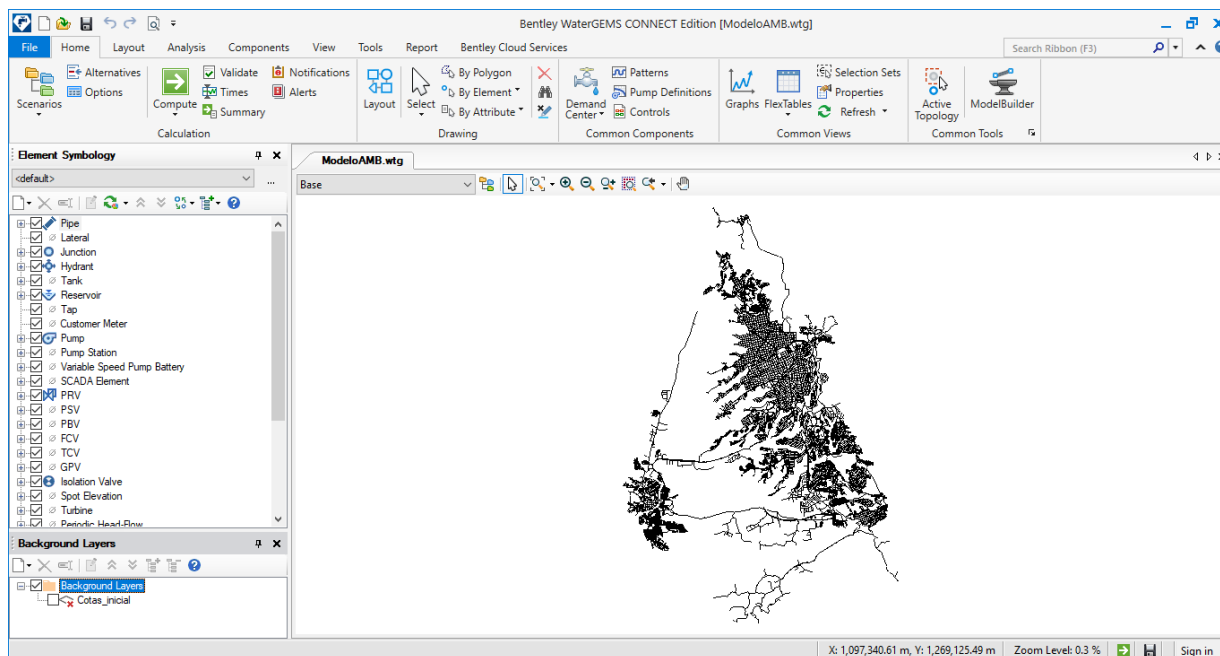 Bentley WaterGEMS CONNECT Edition [ModeloAMB.wtg]
File Home Layout Analysis Components View Tools Report Bentley Cloud Services Search Ribbon (F3)
Scenarios
Alternatives
Options
Compute
Validate
Times
Summary
Notifications
Alerts
Calculation
Layout
Select
By Polygon
By Element
By Attribute
Drawing
Demand
Center
Patterns
Pump Definitions
Controls
Common Components
Graphs
FlexTables
Selection Sets
Properties
Refresh
Common Views
Active
Topology
ModelBuilder
Common Tools
Element Symbology
<default>
...
Pipe
Lateral
Junction
Hydrant
Tank
Reservoir
Tap
Customer Meter
Pump
Pump Station
Variable Speed Pump Battery
SCADA Element
PRV
PSV
PBV
FCV
TCV
GPV
Isolation Valve
Spot Elevation
Turbine
Periodic Head-Flow
Background Layers
Background Layers
Cotas_inicial
ModeloAMB.wtg
Base
X: 1,097,340.61 m, Y: 1,269,125.49 m Zoom Level: 0.3 % Sign in